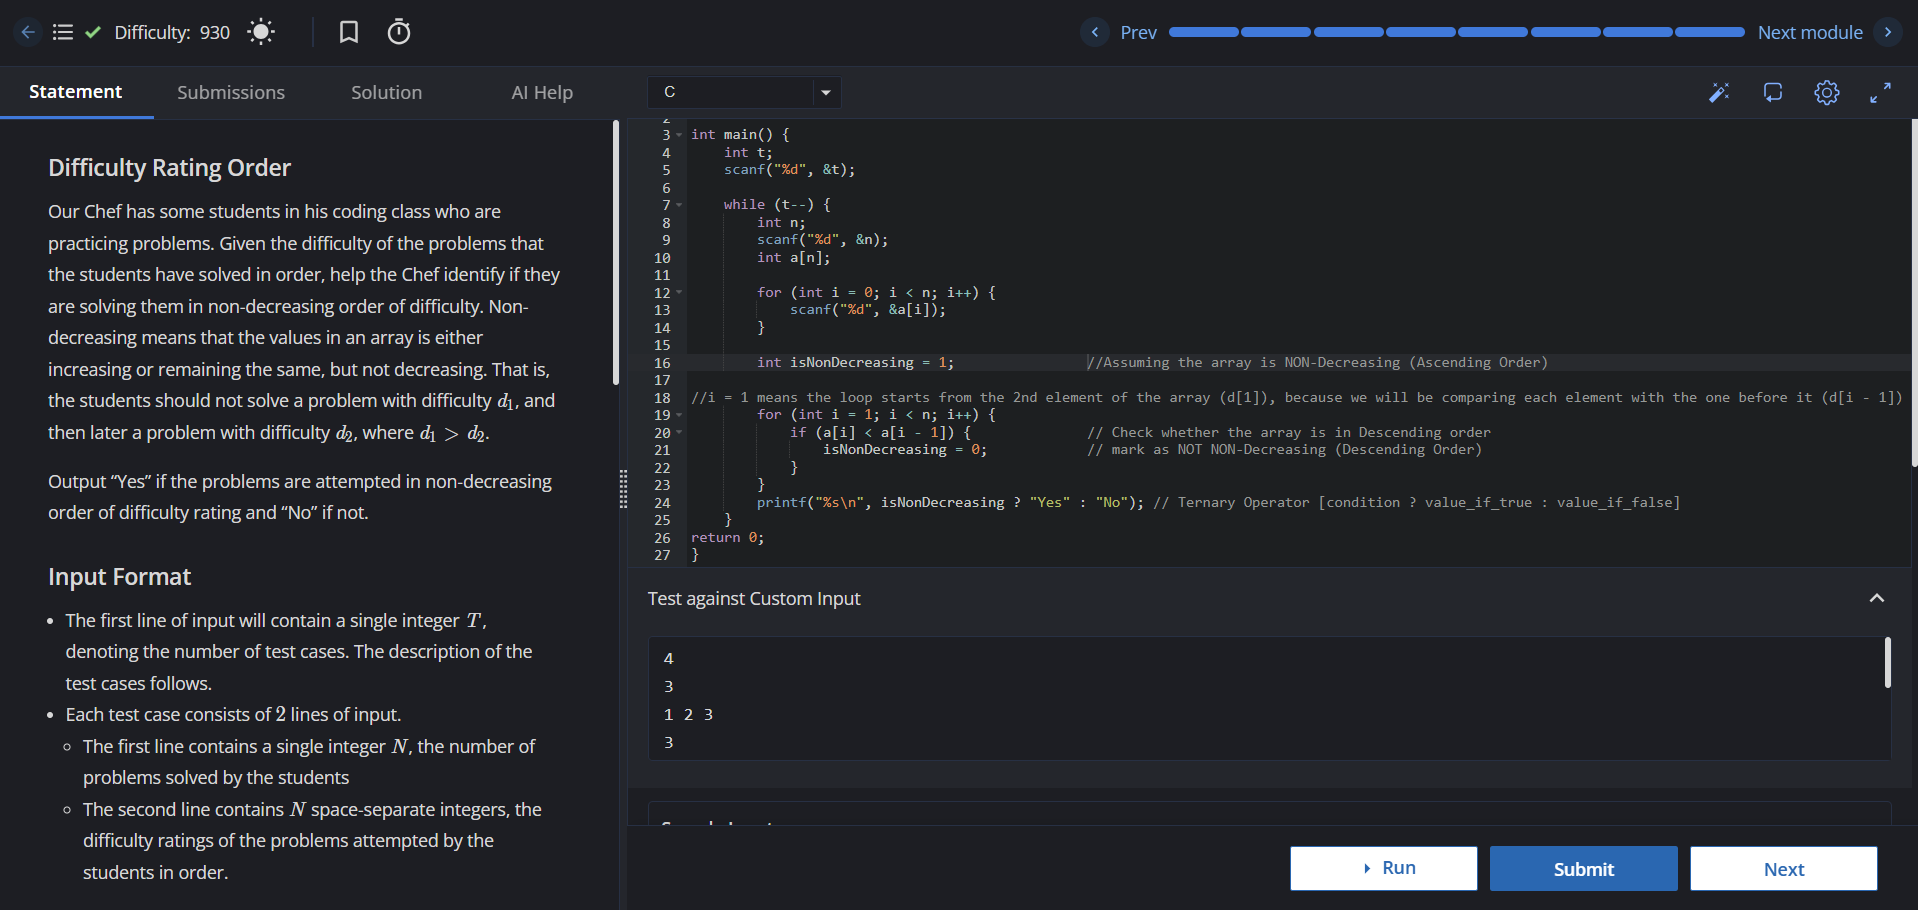 Difficulty: 930
Prev
Next module
Statement
Submissions
Solution
AI Help
C
Difficulty Rating Order
Our Chef has some students in his coding class who are
practicing problems. Given the difficulty of the problems that
the students have solved in order, help the Chef identify if they
are solving them in non-decreasing order of difficulty. Non-
decreasing means that the values in an array is either
increasing or remaining the same, but not decreasing. That is,
the students should not solve a problem with difficulty d₁, and
then later a problem with difficulty d₂, where d₁ > d₂.
Output “Yes” if the problems are attempted in non-decreasing
order of difficulty rating and “No” if not.
Input Format
• The first line of input will contain a single integer T,
denoting the number of test cases. The description of the
test cases follows.
• Each test case consists of 2 lines of input.
◦ The first line contains a single integer N, the number of
problems solved by the students
◦ The second line contains N space-separate integers, the
difficulty ratings of the problems attempted by the
students in order.
3 int main() {
4     int t;
5     scanf("%d", &t);
6
7     while (t--) {
8         int n;
9         scanf("%d", &n);
10         int a[n];
11
12         for (int i = 0; i < n; i++) {
13             scanf("%d", &a[i]);
14         }
15
16         int isNonDecreasing = 1;                //Assuming the array is NON-Decreasing (Ascending Order)
17
18 //i = 1 means the loop starts from the 2nd element of the array (d[1]), because we will be comparing each element with the one before it (d[i - 1])
19         for (int i = 1; i < n; i++) {
20             if (a[i] < a[i - 1]) {              // Check whether the array is in Descending order
21                 isNonDecreasing = 0;            // mark as NOT NON-Decreasing (Descending Order)
22             }
23         }
24         printf("%s\n", isNonDecreasing ? "Yes" : "No"); // Ternary Operator [condition ? value_if_true : value_if_false]
25     }
26 return 0;
27 }
Test against Custom Input
4
3
1 2 3
3
Run
Submit
Next